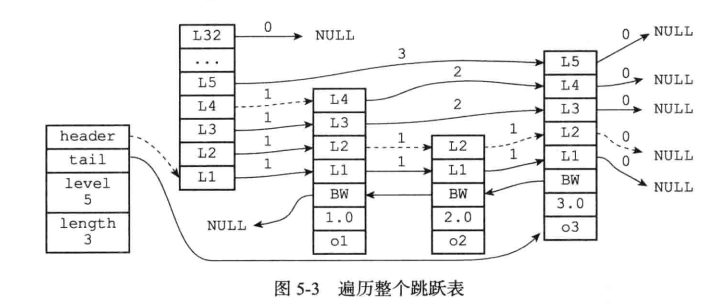 L32
...
L5
L4
L3
L2
L1
0
NULL
3
1
1
1
1
header
tail
level
5
length
3
NULL
L4
L3
L2
L1
BW
1.0
o1
2
2
1
1
L2
L1
BW
2.0
o2
1
1
L5
L4
L3
L2
L1
BW
3.0
o3
0
NULL
0
NULL
0
NULL
0
NULL
0
NULL
图 5-3 遍历整个跳跃表